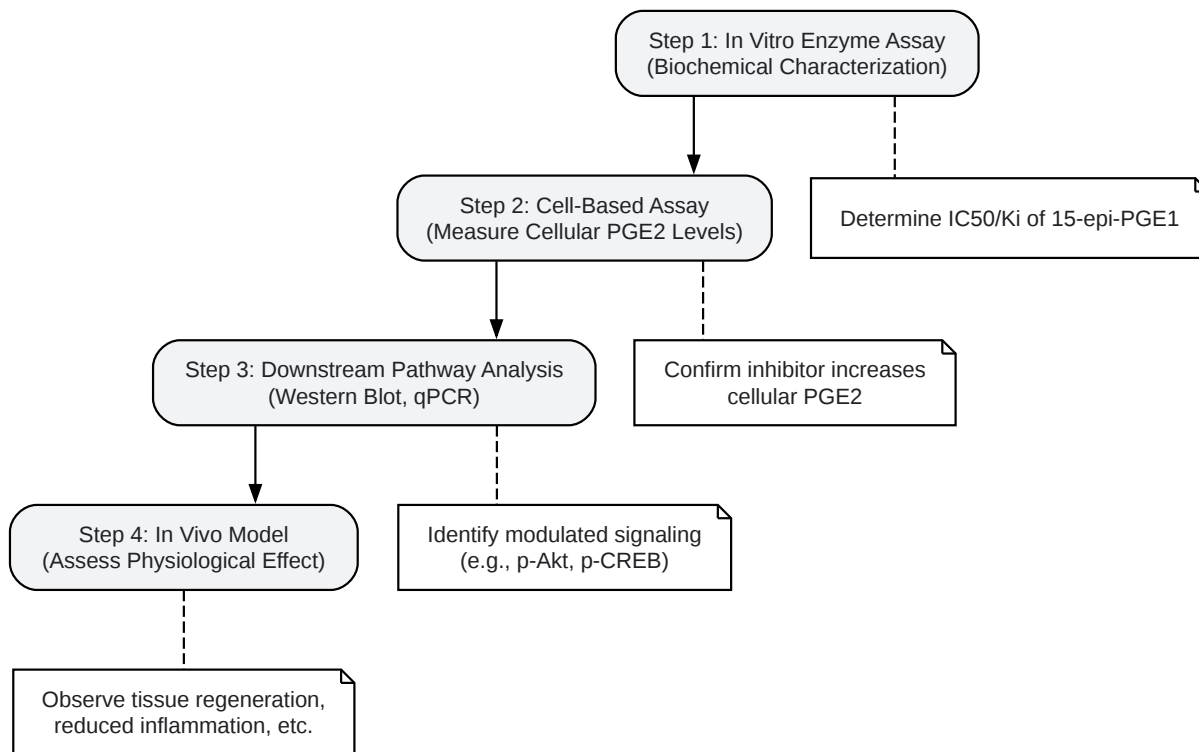 Step 1: In Vitro Enzyme Assay
(Biochemical Characterization)
Step 2: Cell-Based Assay
(Measure Cellular PGE2 Levels)
Determine IC50/Ki of 15-epi-PGE1
Step 3: Downstream Pathway Analysis
(Western Blot, qPCR)
Confirm inhibitor increases
cellular PGE2
Step 4: In Vivo Model
(Assess Physiological Effect)
Identify modulated signaling
(e.g., p-Akt, p-CREB)
Observe tissue regeneration,
reduced inflammation, etc.